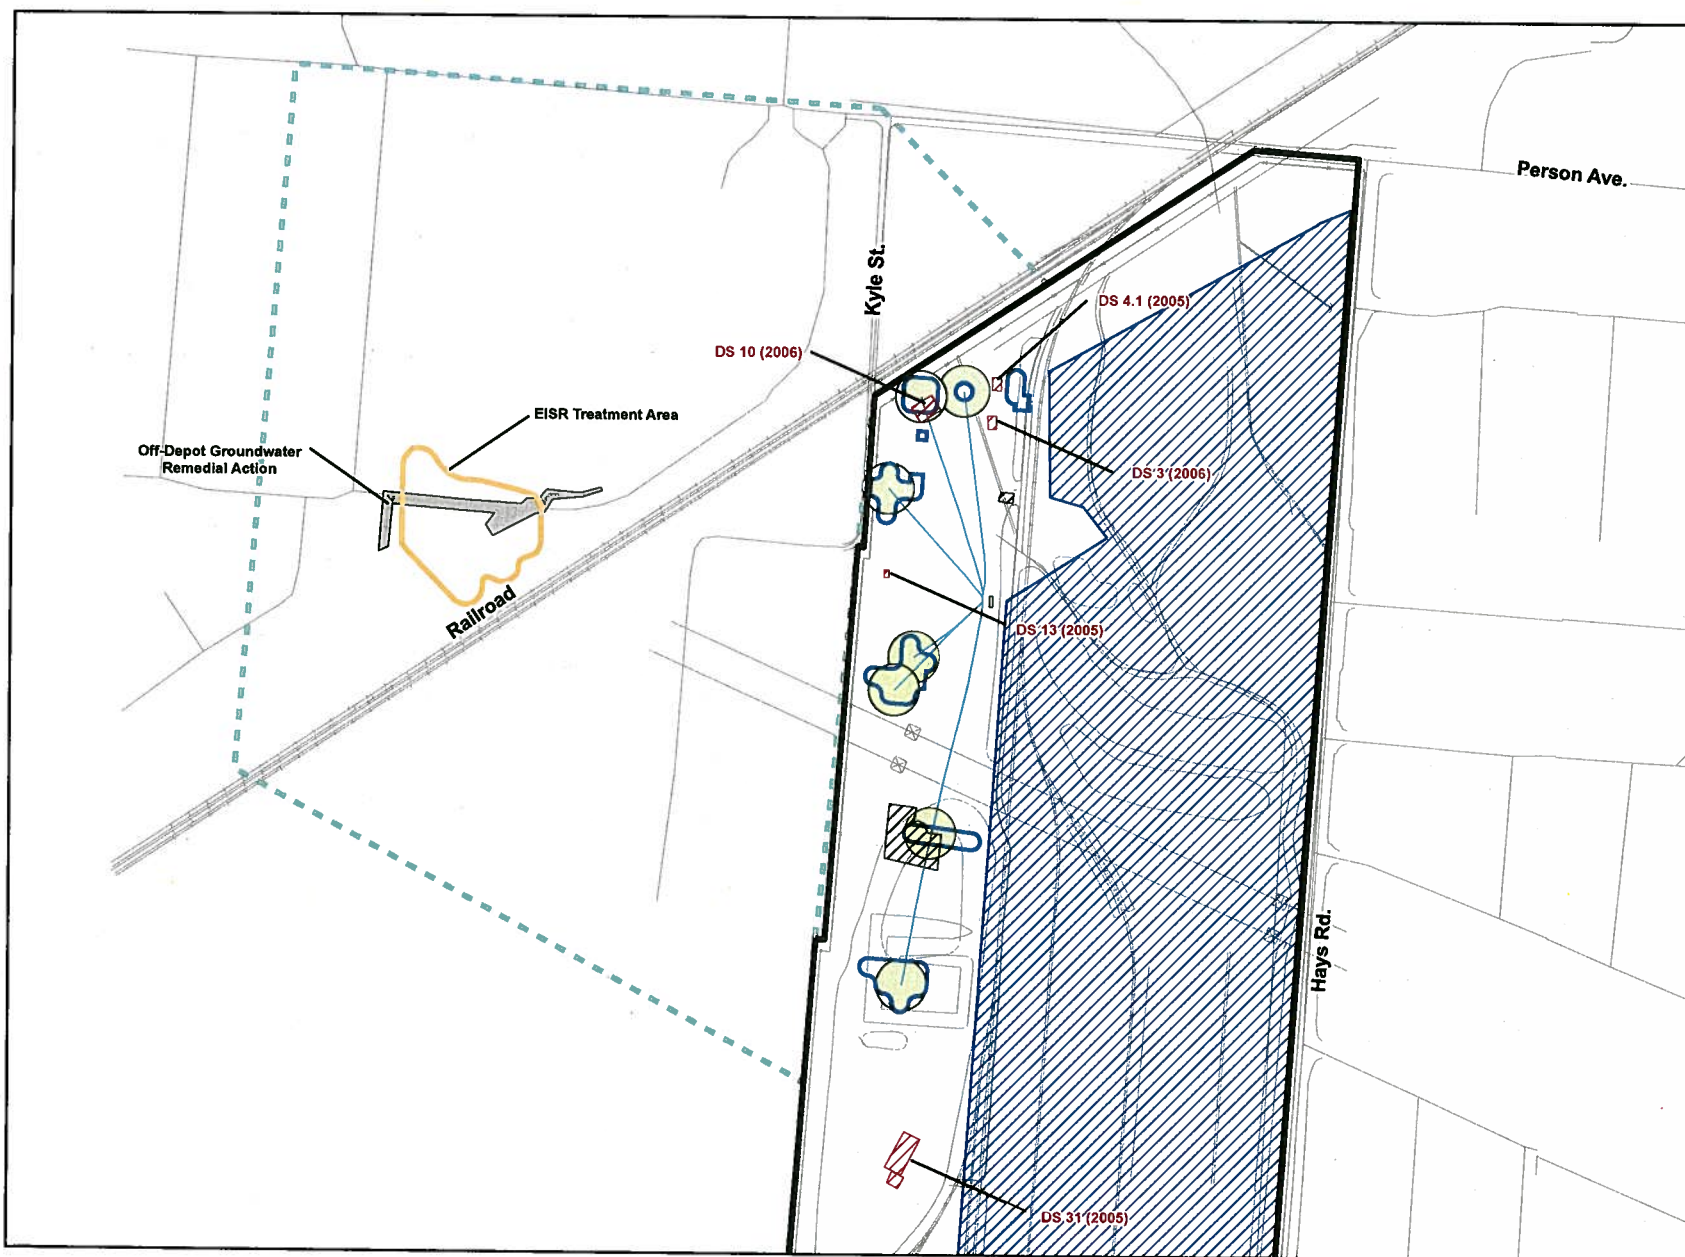 Person Ave.
Kyle St.
DS 4.1 (2005)
DS 10 (2006)
EISR Treatment Area
Off-Depot Groundwater
Remedial Action
DS 3 (2006)
Railroad
DS 13 (2005)
Hays Rd.
DS 31 (2005)